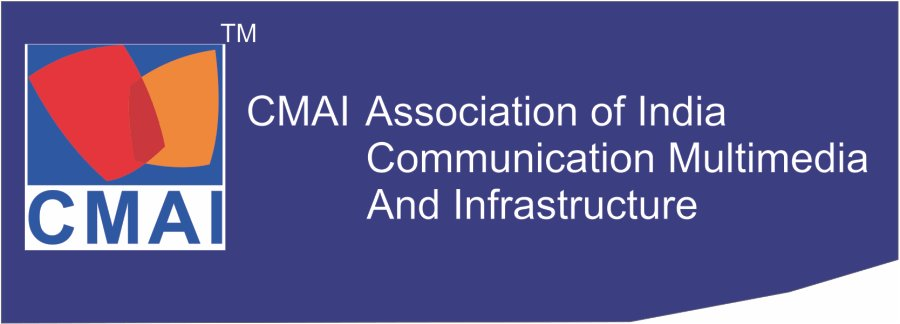 TM
CMAI
CMAI Association of India
Communication Multimedia
And Infrastructure